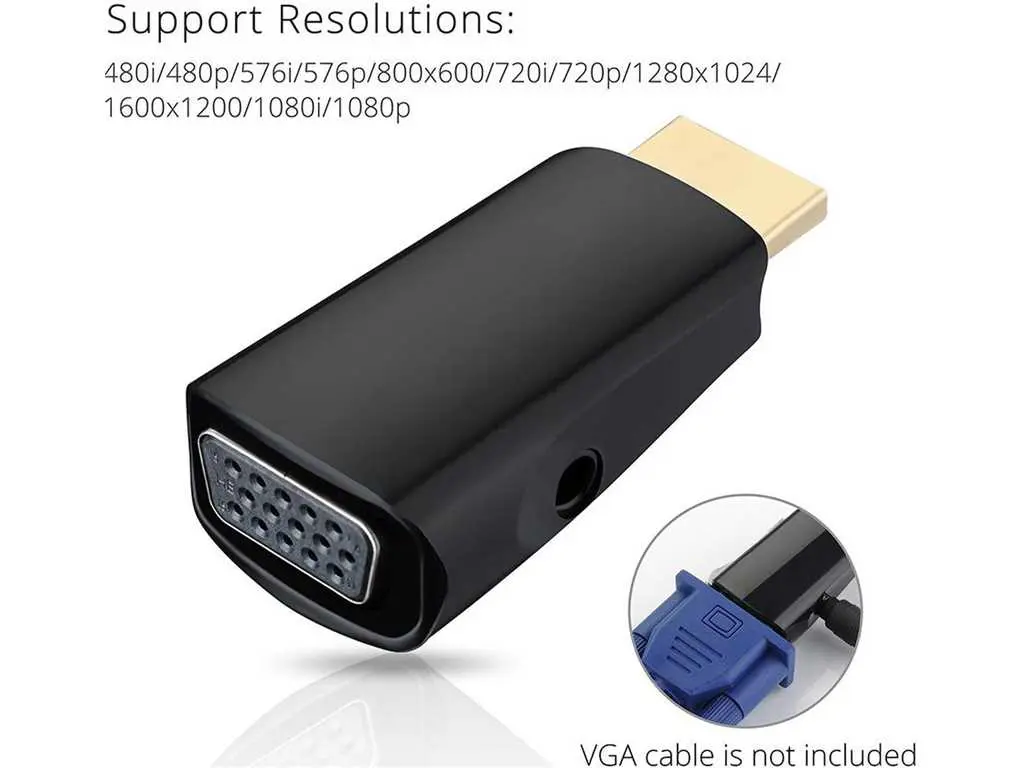 Support Resolutions:
480i/480p/576i/576p/800x600/720i/720p/1280x1024/
1600x1200/1080i/1080p
VGA cable is not included